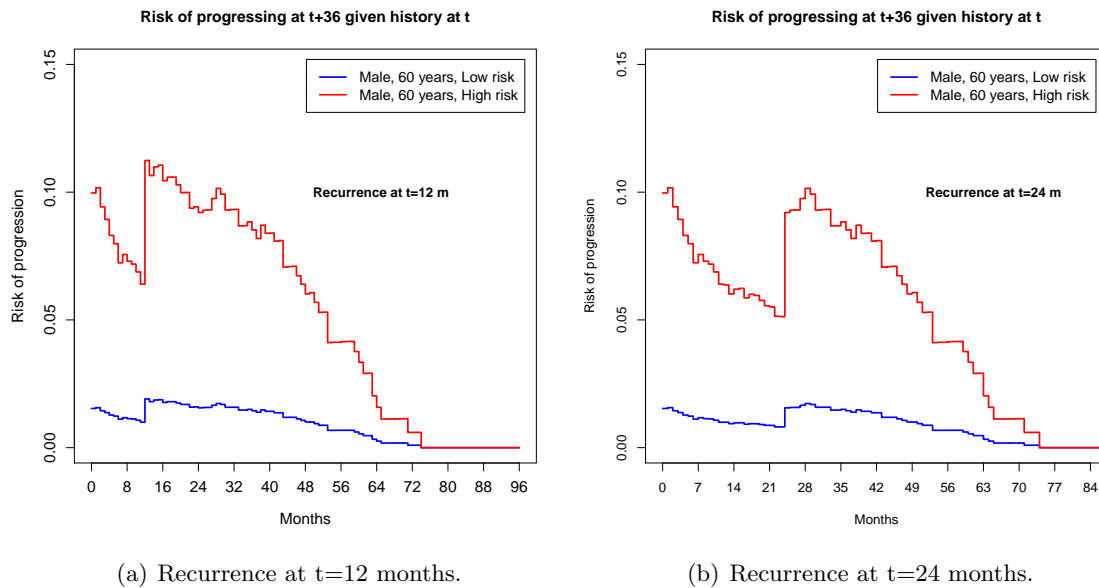 Risk of progressing at t+36 given history at t
0.15
0.10
0.05
0.00
Risk of progression
Male, 60 years, Low risk
Male, 60 years, High risk
Recurrence at t=12 m
0 8 16 24 32 40 48 56 64 72 80 88 96
Months
(a) Recurrence at t=12 months.
Risk of progressing at t+36 given history at t
0.15
0.10
0.05
0.00
Risk of progression
Male, 60 years, Low risk
Male, 60 years, High risk
Recurrence at t=24 m
0 7 14 21 28 35 42 49 56 63 70 77 84
Months
(b) Recurrence at t=24 months.